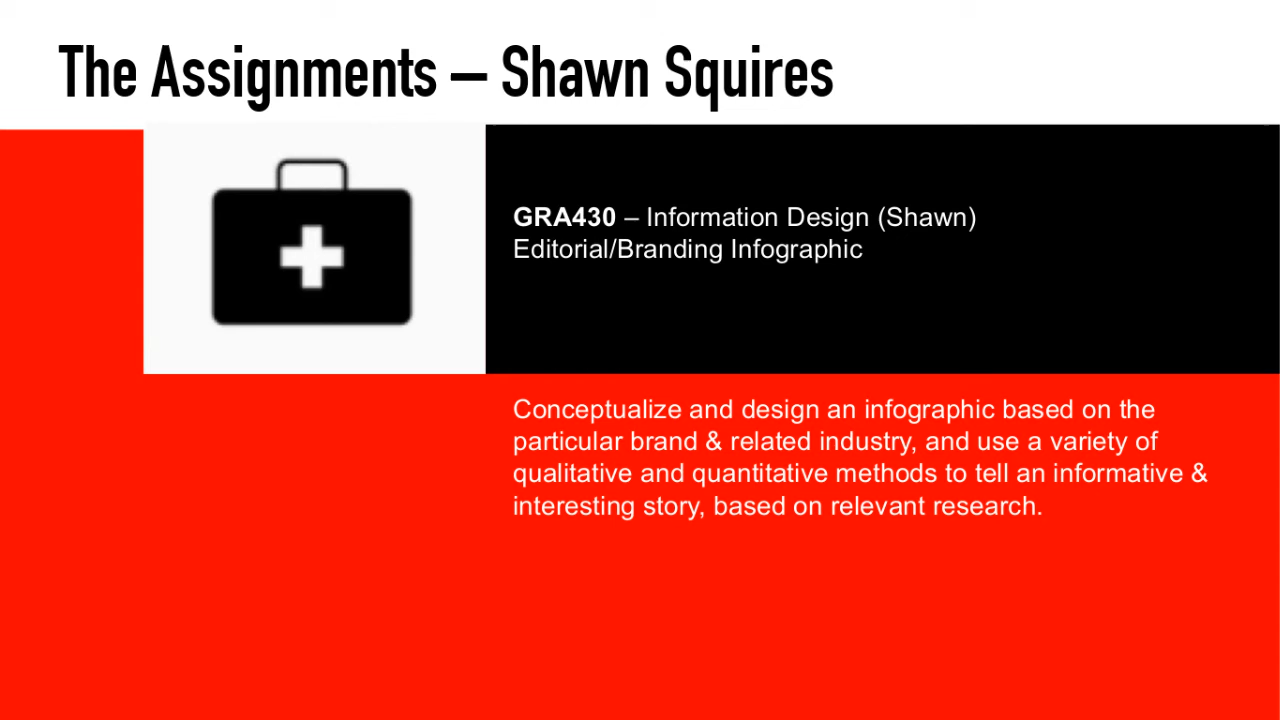 The Assignments – Shawn Squires
GRA430 – Information Design (Shawn)
Editorial/Branding Infographic
Conceptualize and design an infographic based on the
particular brand & related industry, and use a variety of
qualitative and quantitative methods to tell an informative &
interesting story, based on relevant research.